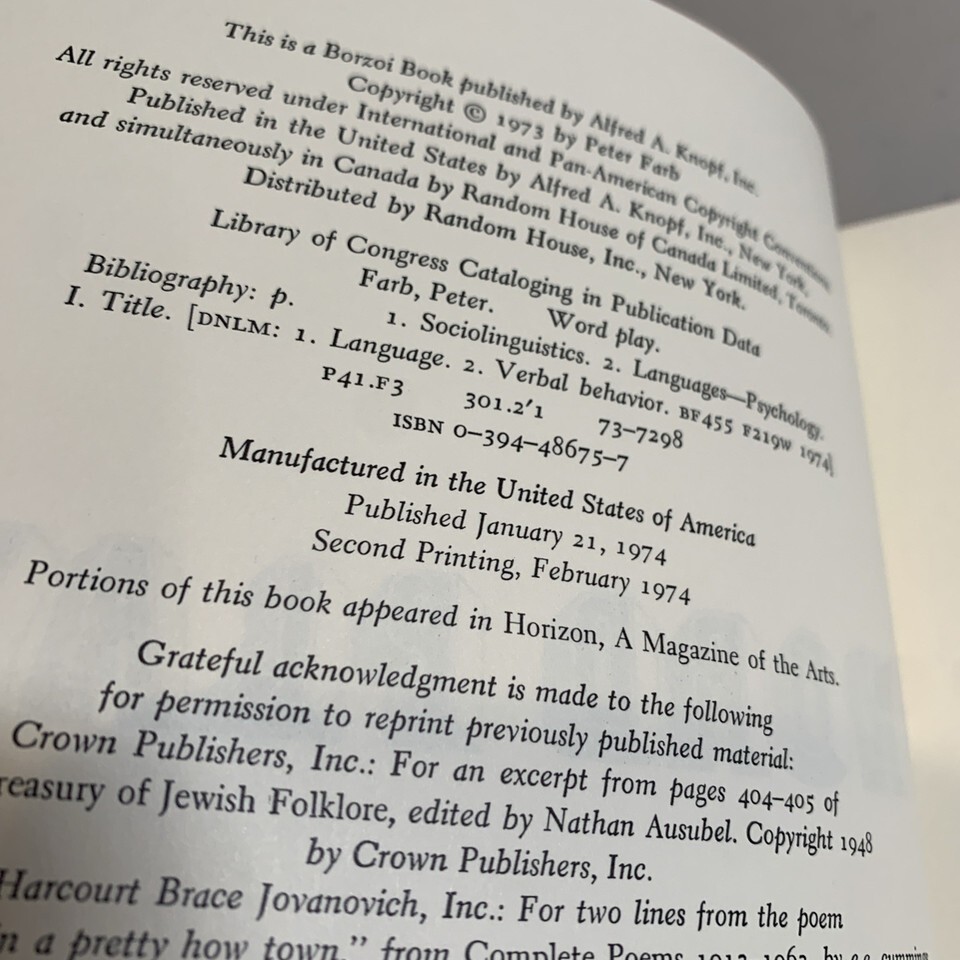 This is a Borzoi Book published by Alfred A. Knopf, Inc.
Copyright © 1973 by Peter Farb
All rights reserved under International and Pan-American Copyright Conventions
Published in the United States by Alfred A. Knopf, Inc., New York,
and simultaneously in Canada by Random House of Canada Limited, Toronto
Distributed by Random House, Inc., New York.
Library of Congress Cataloging in Publication Data
Farb, Peter. Word play.
Bibliography: p. 1. Sociolinguistics. 2. Languages—Psychology.
I. Title. [DNLM: 1. Language. 2. Verbal behavior. BF455 F219w 1974]
P41.F3 301.2'1 73-7298
ISBN 0-394-48675-7
Manufactured in the United States of America
Published January 21, 1974
Second Printing, February 1974
Portions of this book appeared in Horizon, A Magazine of the Arts.
Grateful acknowledgment is made to the following
for permission to reprint previously published material:
Crown Publishers, Inc.: For an excerpt from pages 404-405 of
reasury of Jewish Folklore, edited by Nathan Ausubel. Copyright 1948
by Crown Publishers, Inc.
Harcourt Brace Jovanovich, Inc.: For two lines from the poem
n a pretty how town," from Complete Poems by e.e. cummings